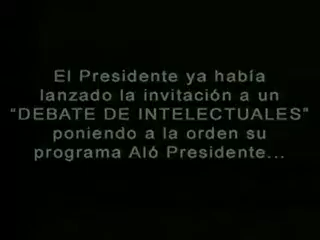 El Presidente ya había
lanzado la invitación a un
“DEBATE DE INTELECTUALES”
poniendo a la orden su
programa Aló Presidente...